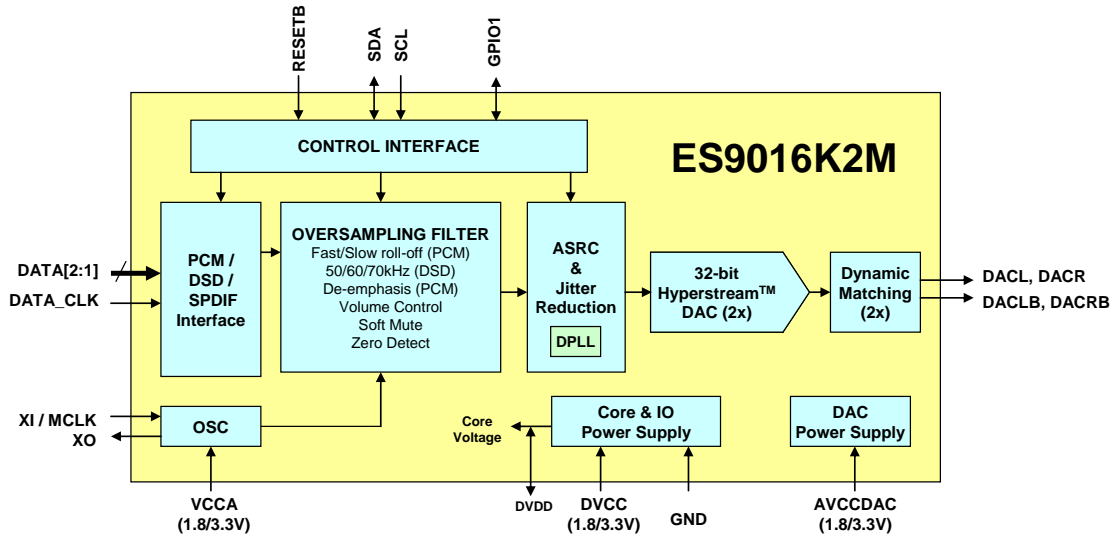 RESETB
SDA
SCL
GPIO1
CONTROL INTERFACE
ES9016K2M
DATA[2:1]
DATA_CLK
PCM /
DSD /
SPDIF
Interface
OVERSAMPLING FILTER
Fast/Slow roll-off (PCM)
50/60/70kHz (DSD)
De-emphasis (PCM)
Volume Control
Soft Mute
Zero Detect
ASRC
&
Jitter
Reduction
DPLL
32-bit
Hyperstream™
DAC (2x)
Dynamic
Matching
(2x)
DACL, DACR
DACLB, DACRB
XI / MCLK
XO
OSC
Core
Voltage
Core & IO
Power Supply
DAC
Power Supply
VCCA
(1.8/3.3V)
DVDD
DVCC
(1.8/3.3V)
GND
AVCCDAC
(1.8/3.3V)